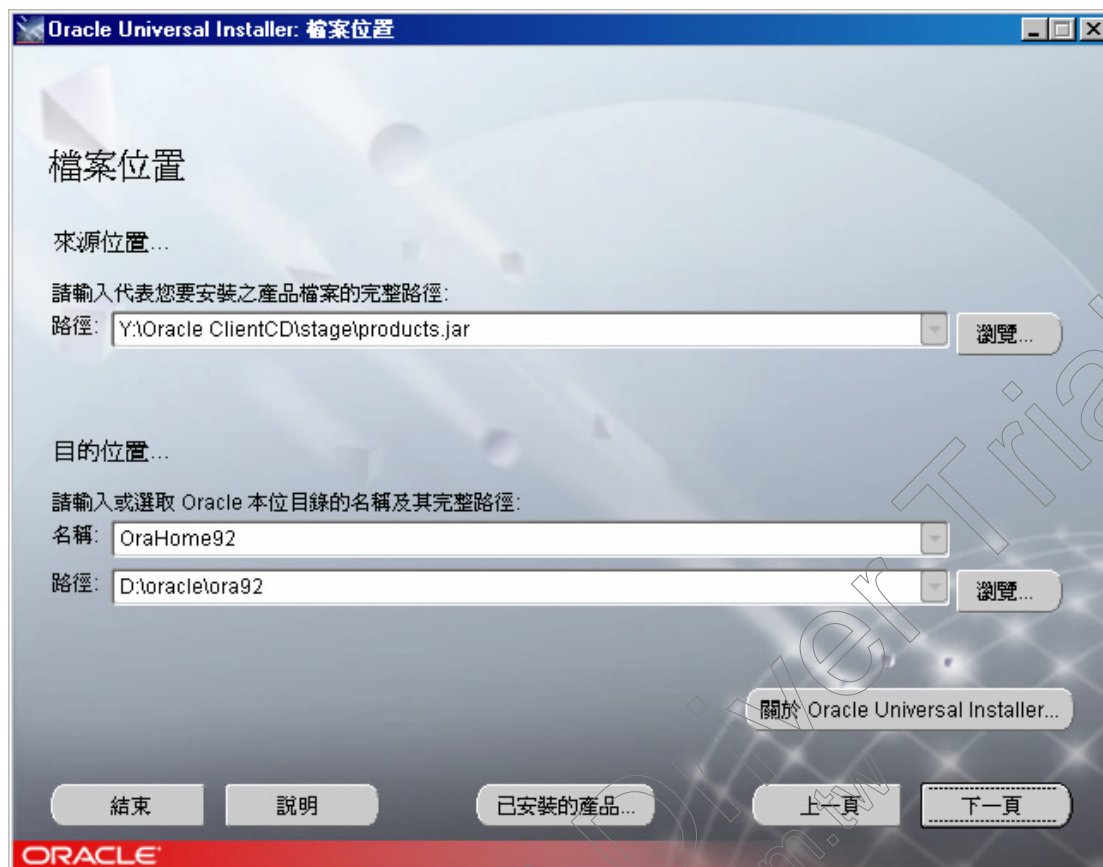 Oracle Universal Installer: 檔案位置
檔案位置
來源位置...
請輸入代表您要安裝之產品檔案的完整路徑:
路徑: Y:\Oracle ClientCD\stage\products.jar 瀏覽...
目的位置...
請輸入或選取 Oracle 本位目錄的名稱及其完整路徑:
名稱: OraHome92
路徑: D:\oracle\ora92 瀏覽...
關於 Oracle Universal Installer...
結束 說明 已安裝的產品... 上一頁 下一頁
ORACLE
Driver Trial
m.tw